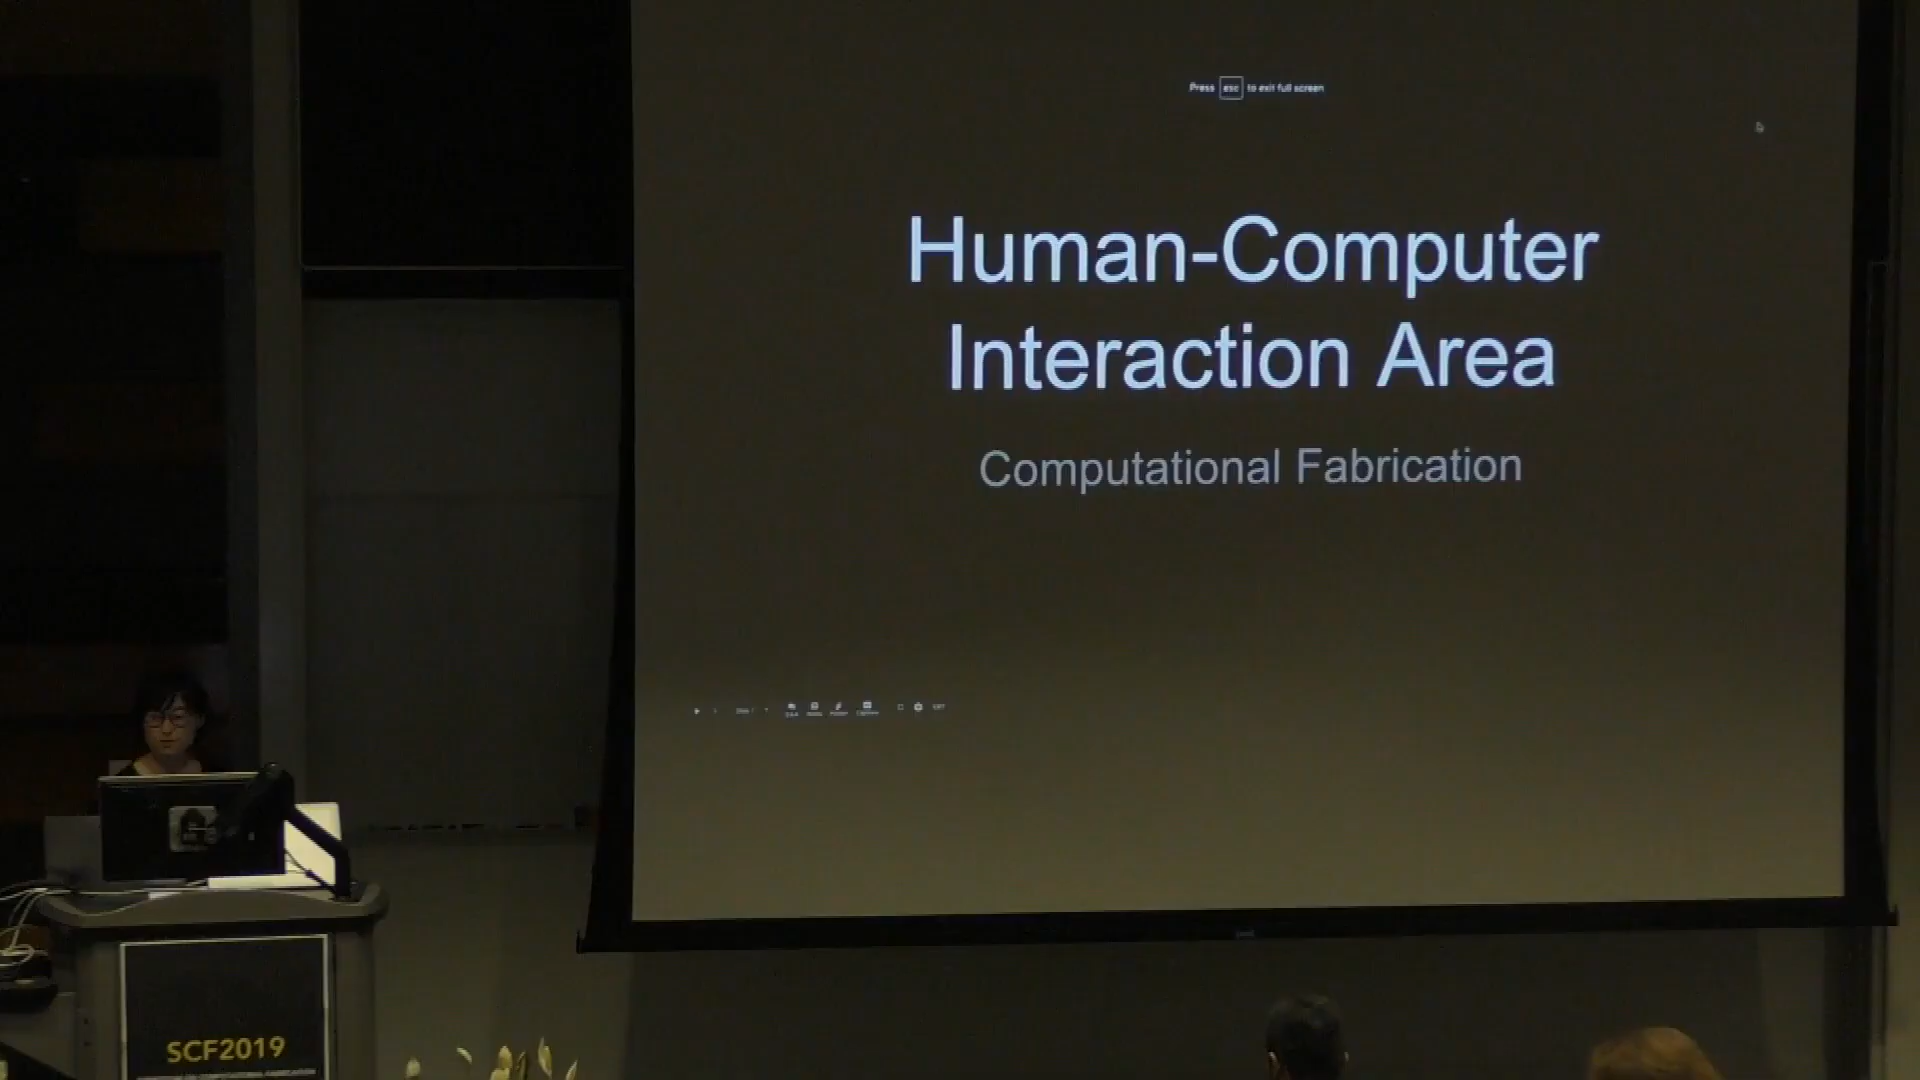 Press esc to exit full screen
Human-Computer
Interaction Area
Computational Fabrication
SCF2019